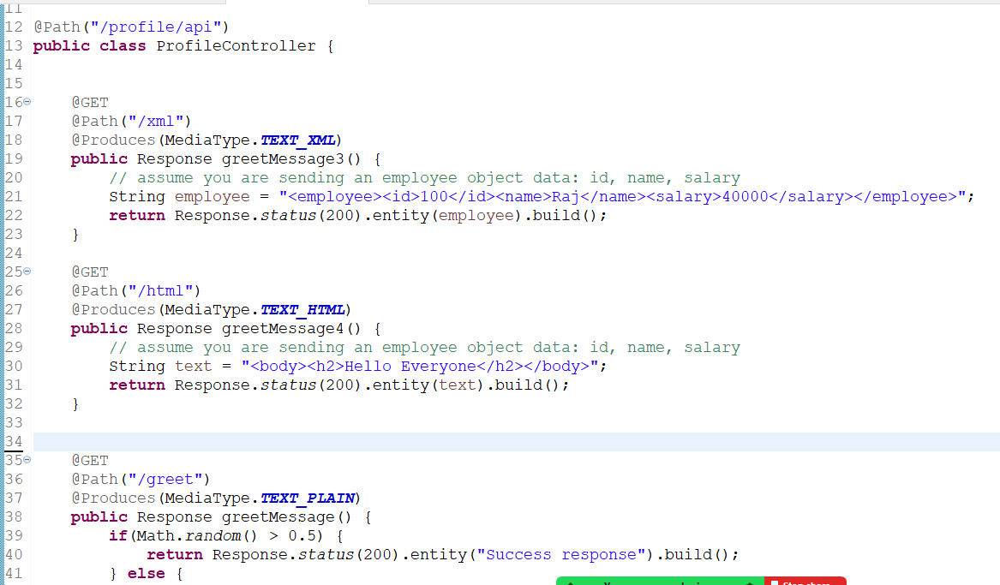 11
12 @Path("/profile/api")
13 public class ProfileController {
14
15
16 @GET
17 @Path("/xml")
18 @Produces(MediaType.TEXT_XML)
19 public Response greetMessage3() {
20 // assume you are sending an employee object data: id, name, salary
21 String employee = "<employee><id>100</id><name>Raj</name><salary>40000</salary></employee>";
22 return Response.status(200).entity(employee).build();
23 }
24
25 @GET
26 @Path("/html")
27 @Produces(MediaType.TEXT_HTML)
28 public Response greetMessage4() {
29 // assume you are sending an employee object data: id, name, salary
30 String text = "<body><h2>Hello Everyone</h2></body>";
31 return Response.status(200).entity(text).build();
32 }
33
34
35 @GET
36 @Path("/greet")
37 @Produces(MediaType.TEXT_PLAIN)
38 public Response greetMessage() {
39 if(Math.random() > 0.5) {
40 return Response.status(200).entity("Success response").build();
41 } else {